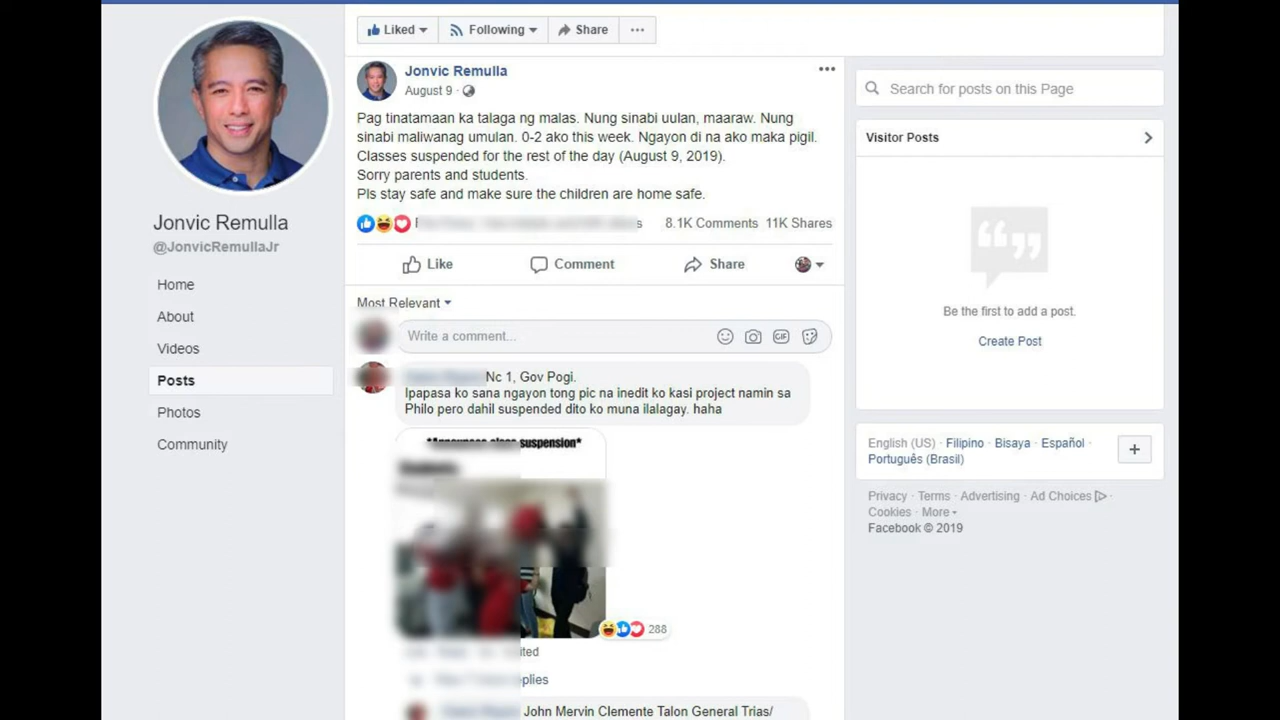 Liked
Following
Share
Jonvic Remulla
August 9
Pag tinatamaan ka talaga ng malas. Nung sinabi uulan, maaraw. Nung
sinabi maliwanag umulan. 0-2 ako this week. Ngayon di na ako maka pigil.
Classes suspended for the rest of the day (August 9, 2019).
Sorry parents and students.
Pls stay safe and make sure the children are home safe.
8.1K Comments 11K Shares
Like
Comment
Share
Most Relevant
Write a comment...
GIF
Nc 1, Gov Pogi.
Ipapasa ko sana ngayon tong pic na inedit ko kasi project namin sa
Philo pero dahil suspended dito ko muna ilalagay. haha
suspension*
288
John Mervin Clemente Talon General Trias/
Jonvic Remulla
@JonvicRemullaJr
Home
About
Videos
Posts
Photos
Community
Search for posts on this Page
Visitor Posts
Be the first to add a post.
Create Post
English (US) · Filipino · Bisaya · Español ·
Português (Brasil)
Privacy · Terms · Advertising · Ad Choices ·
Cookies · More
Facebook © 2019